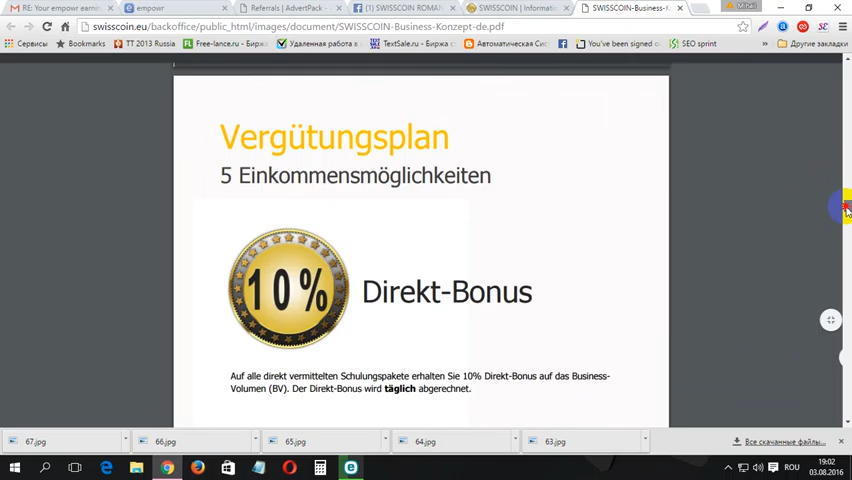 RE: Your empowr earnin
empowr
Referrals | AdvertPack -
(1) SWISSCOIN ROMAN
SWISSCOIN | Informati
SWISSCOIN-Business-K
Mihail
swisscoin.eu/backoffice/public_html/images/document/SWISSCOIN-Business-Konzept-de.pdf
Сервисы
Bookmarks
TT 2013 Russia
Free-lance.ru - Биржа
Удаленная работа в
TextSale.ru - Биржа с
Автоматическая Сис
You've been signed out
SEO sprint
»
Другие закладки
Vergütungsplan
5 Einkommensmöglichkeiten
10%
Direkt-Bonus
Auf alle direkt vermittelten Schulungspakete erhalten Sie 10% Direkt-Bonus auf das Business-
Volumen (BV). Der Direkt-Bonus wird täglich abgerechnet.
67.jpg
66.jpg
65.jpg
64.jpg
63.jpg
Все скачанные файлы...
ROU
19:02
03.08.2016